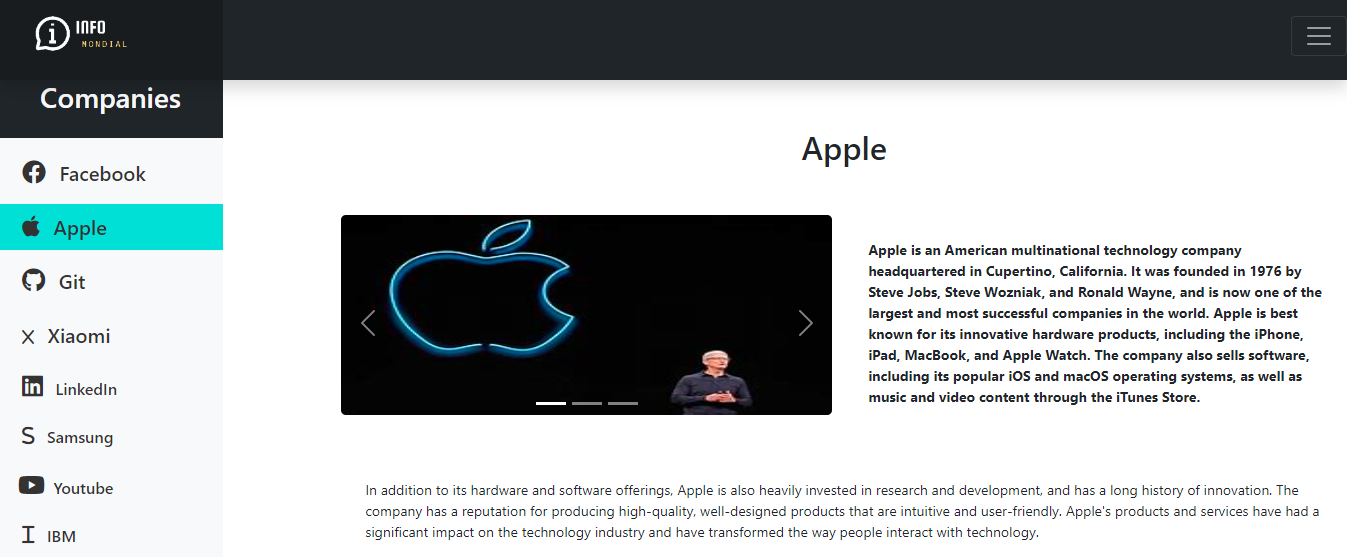 INFO
MONDIAL
Companies
Facebook
Apple
Git
X Xiaomi
LinkedIn
S Samsung
Youtube
I IBM
Apple
Apple is an American multinational technology company
headquartered in Cupertino, California. It was founded in 1976 by
Steve Jobs, Steve Wozniak, and Ronald Wayne, and is now one of the
largest and most successful companies in the world. Apple is best
known for its innovative hardware products, including the iPhone,
iPad, MacBook, and Apple Watch. The company also sells software,
including its popular iOS and macOS operating systems, as well as
music and video content through the iTunes Store.
In addition to its hardware and software offerings, Apple is also heavily invested in research and development, and has a long history of innovation. The
company has a reputation for producing high-quality, well-designed products that are intuitive and user-friendly. Apple's products and services have had a
significant impact on the technology industry and have transformed the way people interact with technology.